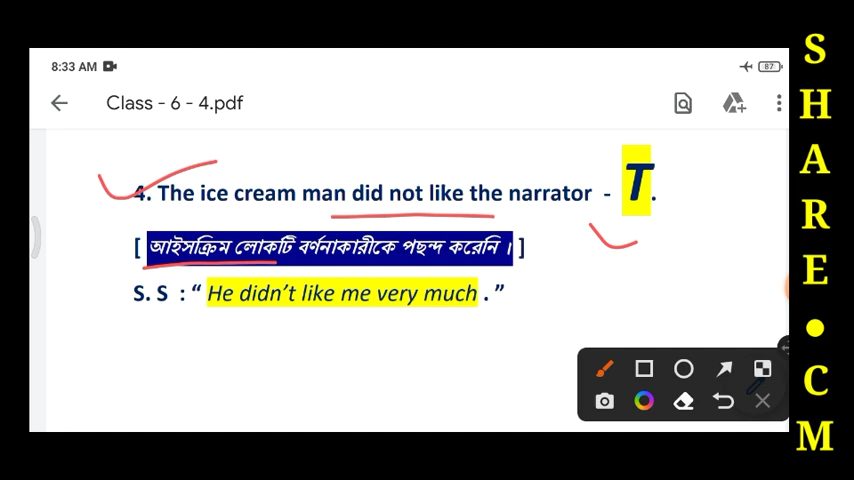 8:33 AM
87
Class - 6 - 4.pdf
4. The ice cream man did not like the narrator - T.
[ আইসক্রিম লোকটি বর্ণনাকারীকে পছন্দ করেনি । ]
S. S : “ He didn’t like me very much . ”
SHARE • CM